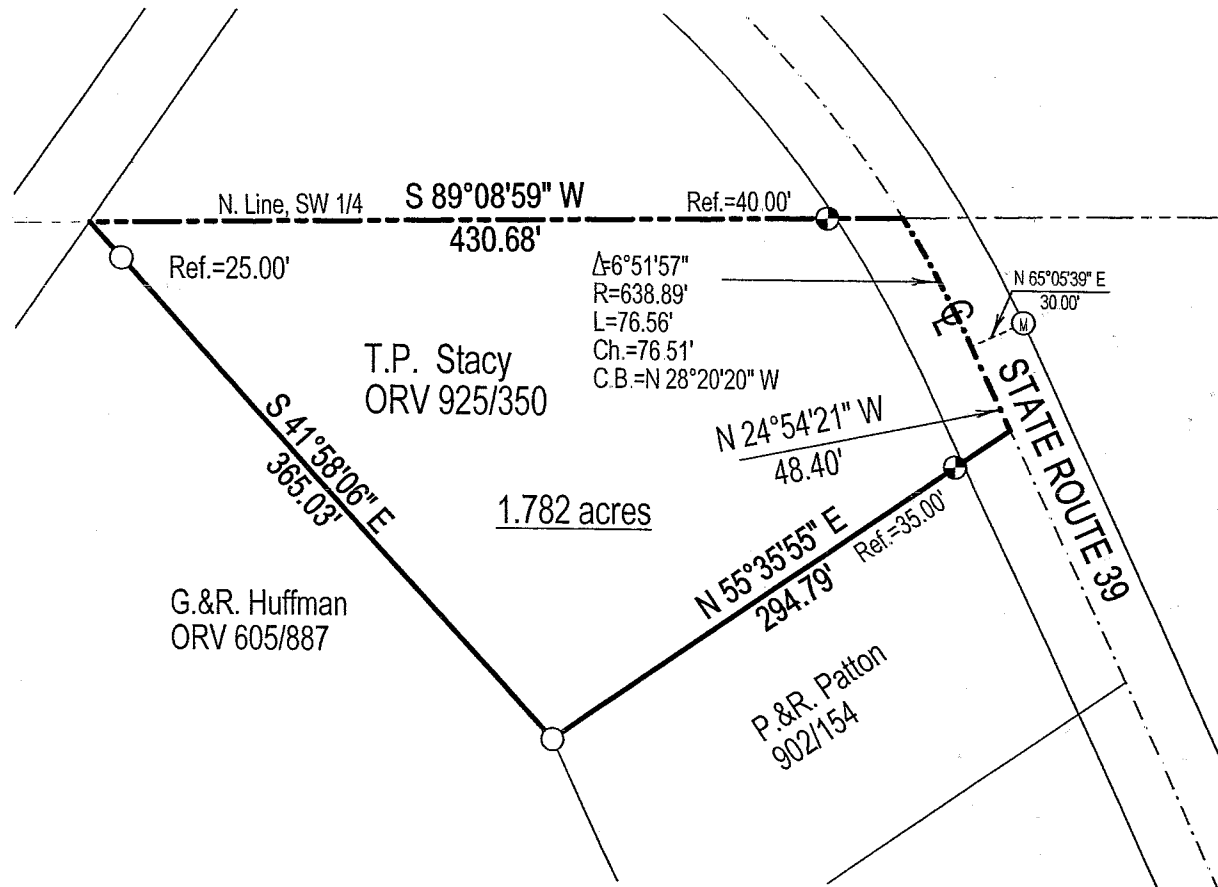 N. Line, SW 1/4
S 89°08'59" W
430.68'
Ref.=40.00'
Ref.=25.00'
Δ=6°51'57"
R=638.89'
L=76.56'
Ch.=76.51'
C.B.=N 28°20'20" W
N 65°05'39" E
30.00'
CL
M
T.P. Stacy
ORV 925/350
STATE ROUTE 39
S 41°58'06" E
365.03'
N 24°54'21" W
48.40'
1.782 acres
N 55°35'55" E
294.79'
Ref.=35.00'
G.&R. Huffman
ORV 605/887
P.&R. Patton
902/154